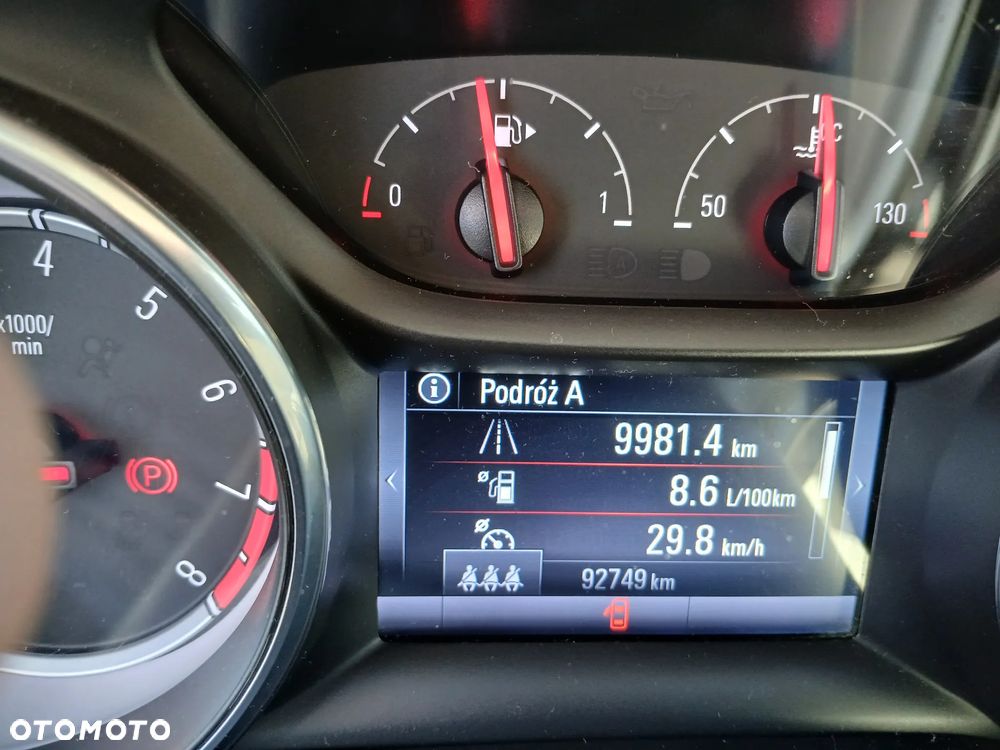 0
1
50
°C
130
4
5
6
7
8
x1000/
min
P
Podróż A
9981.4 km
8.6 L/100km
29.8 km/h
92749 km
OTOMOTO